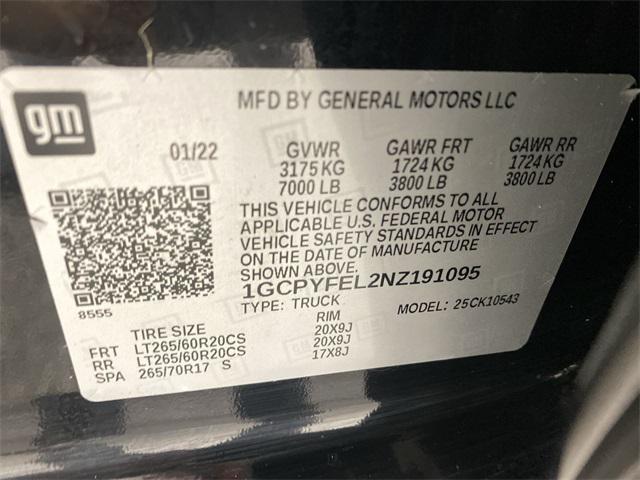 gm
MFD BY GENERAL MOTORS LLC
01/22 GVWR GAWR FRT GAWR RR
3175 KG 1724 KG 1724 KG
7000 LB 3800 LB 3800 LB
THIS VEHICLE CONFORMS TO ALL
APPLICABLE U.S. FEDERAL MOTOR
VEHICLE SAFETY STANDARDS IN EFFECT
ON THE DATE OF MANUFACTURE
SHOWN ABOVE.
1GCPYFEL2NZ191095
8555
TYPE: TRUCK MODEL: 25CK10543
TIRE SIZE RIM
FRT LT265/60R20CS 20X9J
RR LT265/60R20CS 20X9J
SPA 265/70R17 S 17X8J